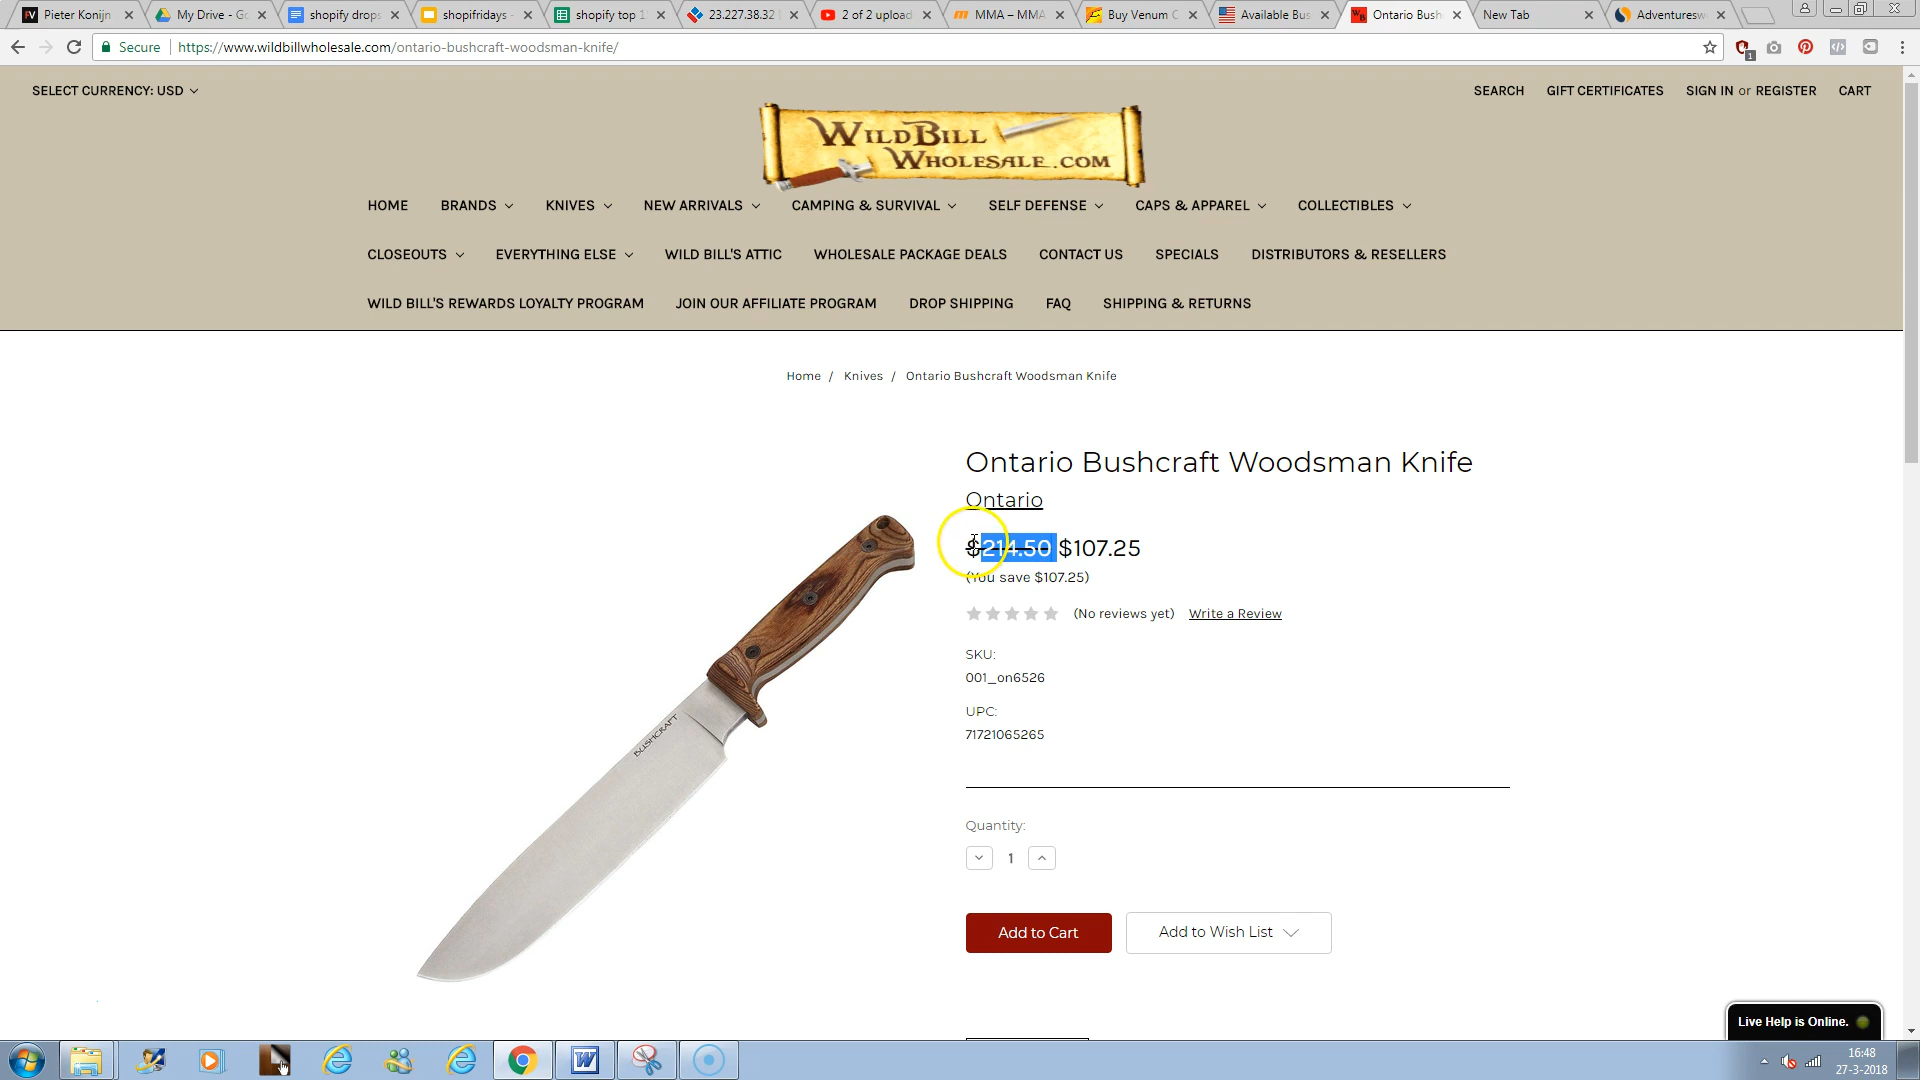 Pieter Konijn
My Drive - Go
shopify drops
shopifridays -
shopify top 1
23.227.38.32
2 of 2 upload
MMA – MMA
Buy Venum C
Available Bus
Ontario Bush
New Tab
Adventuresw
Secure
https://www.wildbillwholesale.com/ontario-bushcraft-woodsman-knife/
1
SELECT CURRENCY: USD
SEARCH
GIFT CERTIFICATES
SIGN IN or REGISTER
CART
WILDBILL
WHOLESALE.COM
HOME BRANDS KNIVES NEW ARRIVALS CAMPING & SURVIVAL SELF DEFENSE CAPS & APPAREL COLLECTIBLES
CLOSEOUTS EVERYTHING ELSE WILD BILL'S ATTIC WHOLESALE PACKAGE DEALS CONTACT US SPECIALS DISTRIBUTORS & RESELLERS
WILD BILL'S REWARDS LOYALTY PROGRAM JOIN OUR AFFILIATE PROGRAM DROP SHIPPING FAQ SHIPPING & RETURNS
Home / Knives / Ontario Bushcraft Woodsman Knife
Ontario Bushcraft Woodsman Knife
Ontario
$214.50 $107.25
(You save $107.25)
(No reviews yet) Write a Review
SKU:
001_on6526
UPC:
71721065265
BUSHCRAFT
Quantity:
1
Add to Cart
Add to Wish List
Live Help is Online.
16:48
27-3-2018